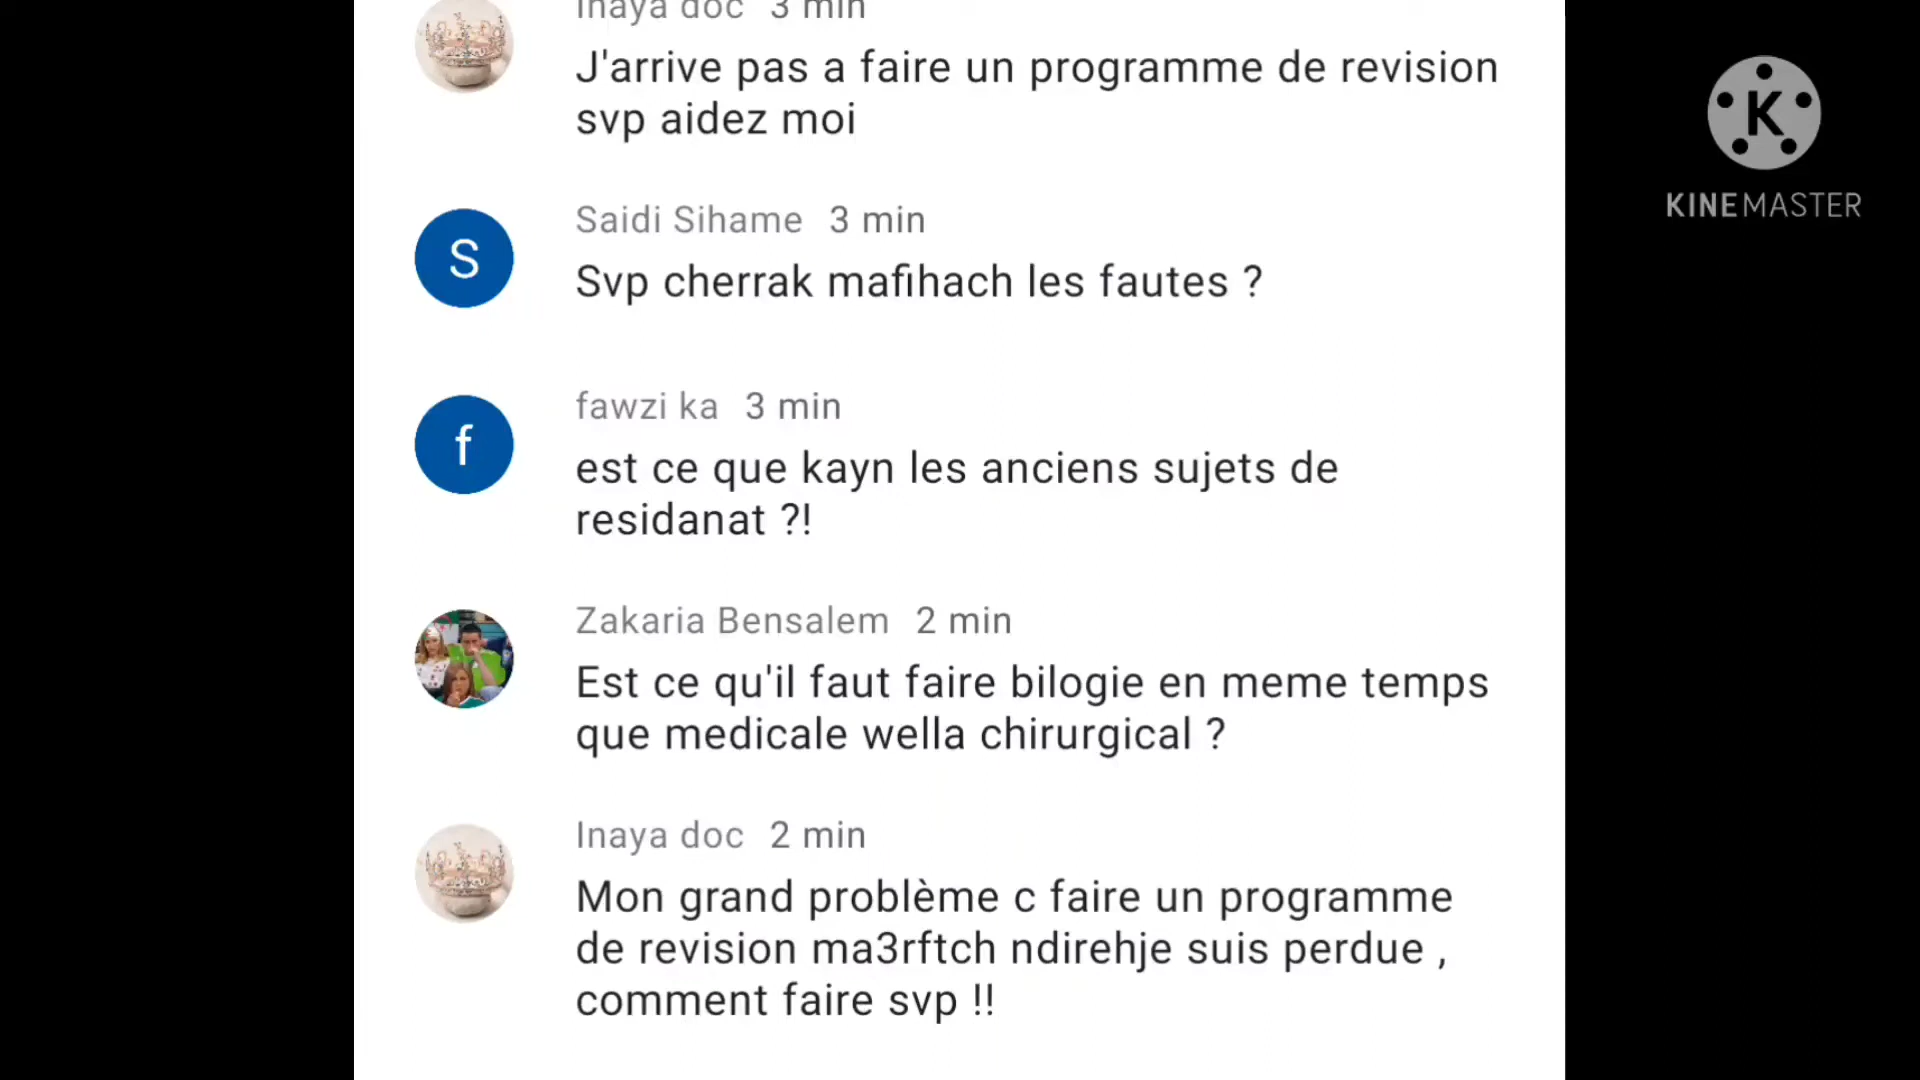 Inaya doc 3 min
J'arrive pas a faire un programme de revision
svp aidez moi
K
KINEMASTER
Saidi Sihame 3 min
S
Svp cherrak mafihach les fautes ?
fawzi ka 3 min
f
est ce que kayn les anciens sujets de
residanat ?!
Zakaria Bensalem 2 min
Est ce qu'il faut faire bilogie en meme temps
que medicale wella chirurgical ?
Inaya doc 2 min
Mon grand problème c faire un programme
de revision ma3rftch ndirehje suis perdue ,
comment faire svp !!